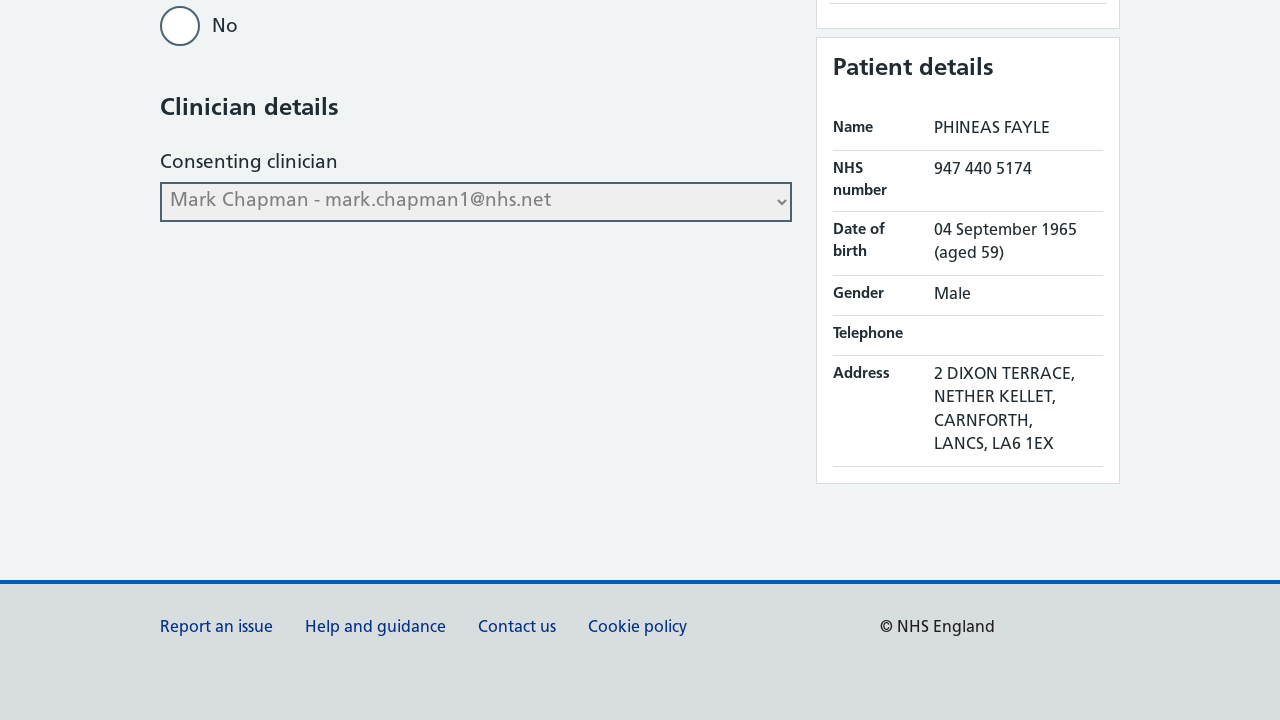 No
Clinician details
Consenting clinician
Mark Chapman - mark.chapman1@nhs.net
Patient details
Name PHINEAS FAYLE
NHS number 947 440 5174
Date of birth 04 September 1965 (aged 59)
Gender Male
Telephone
Address 2 DIXON TERRACE,
NETHER KELLET,
CARNFORTH,
LANCS, LA6 1EX
Report an issue Help and guidance Contact us Cookie policy © NHS England